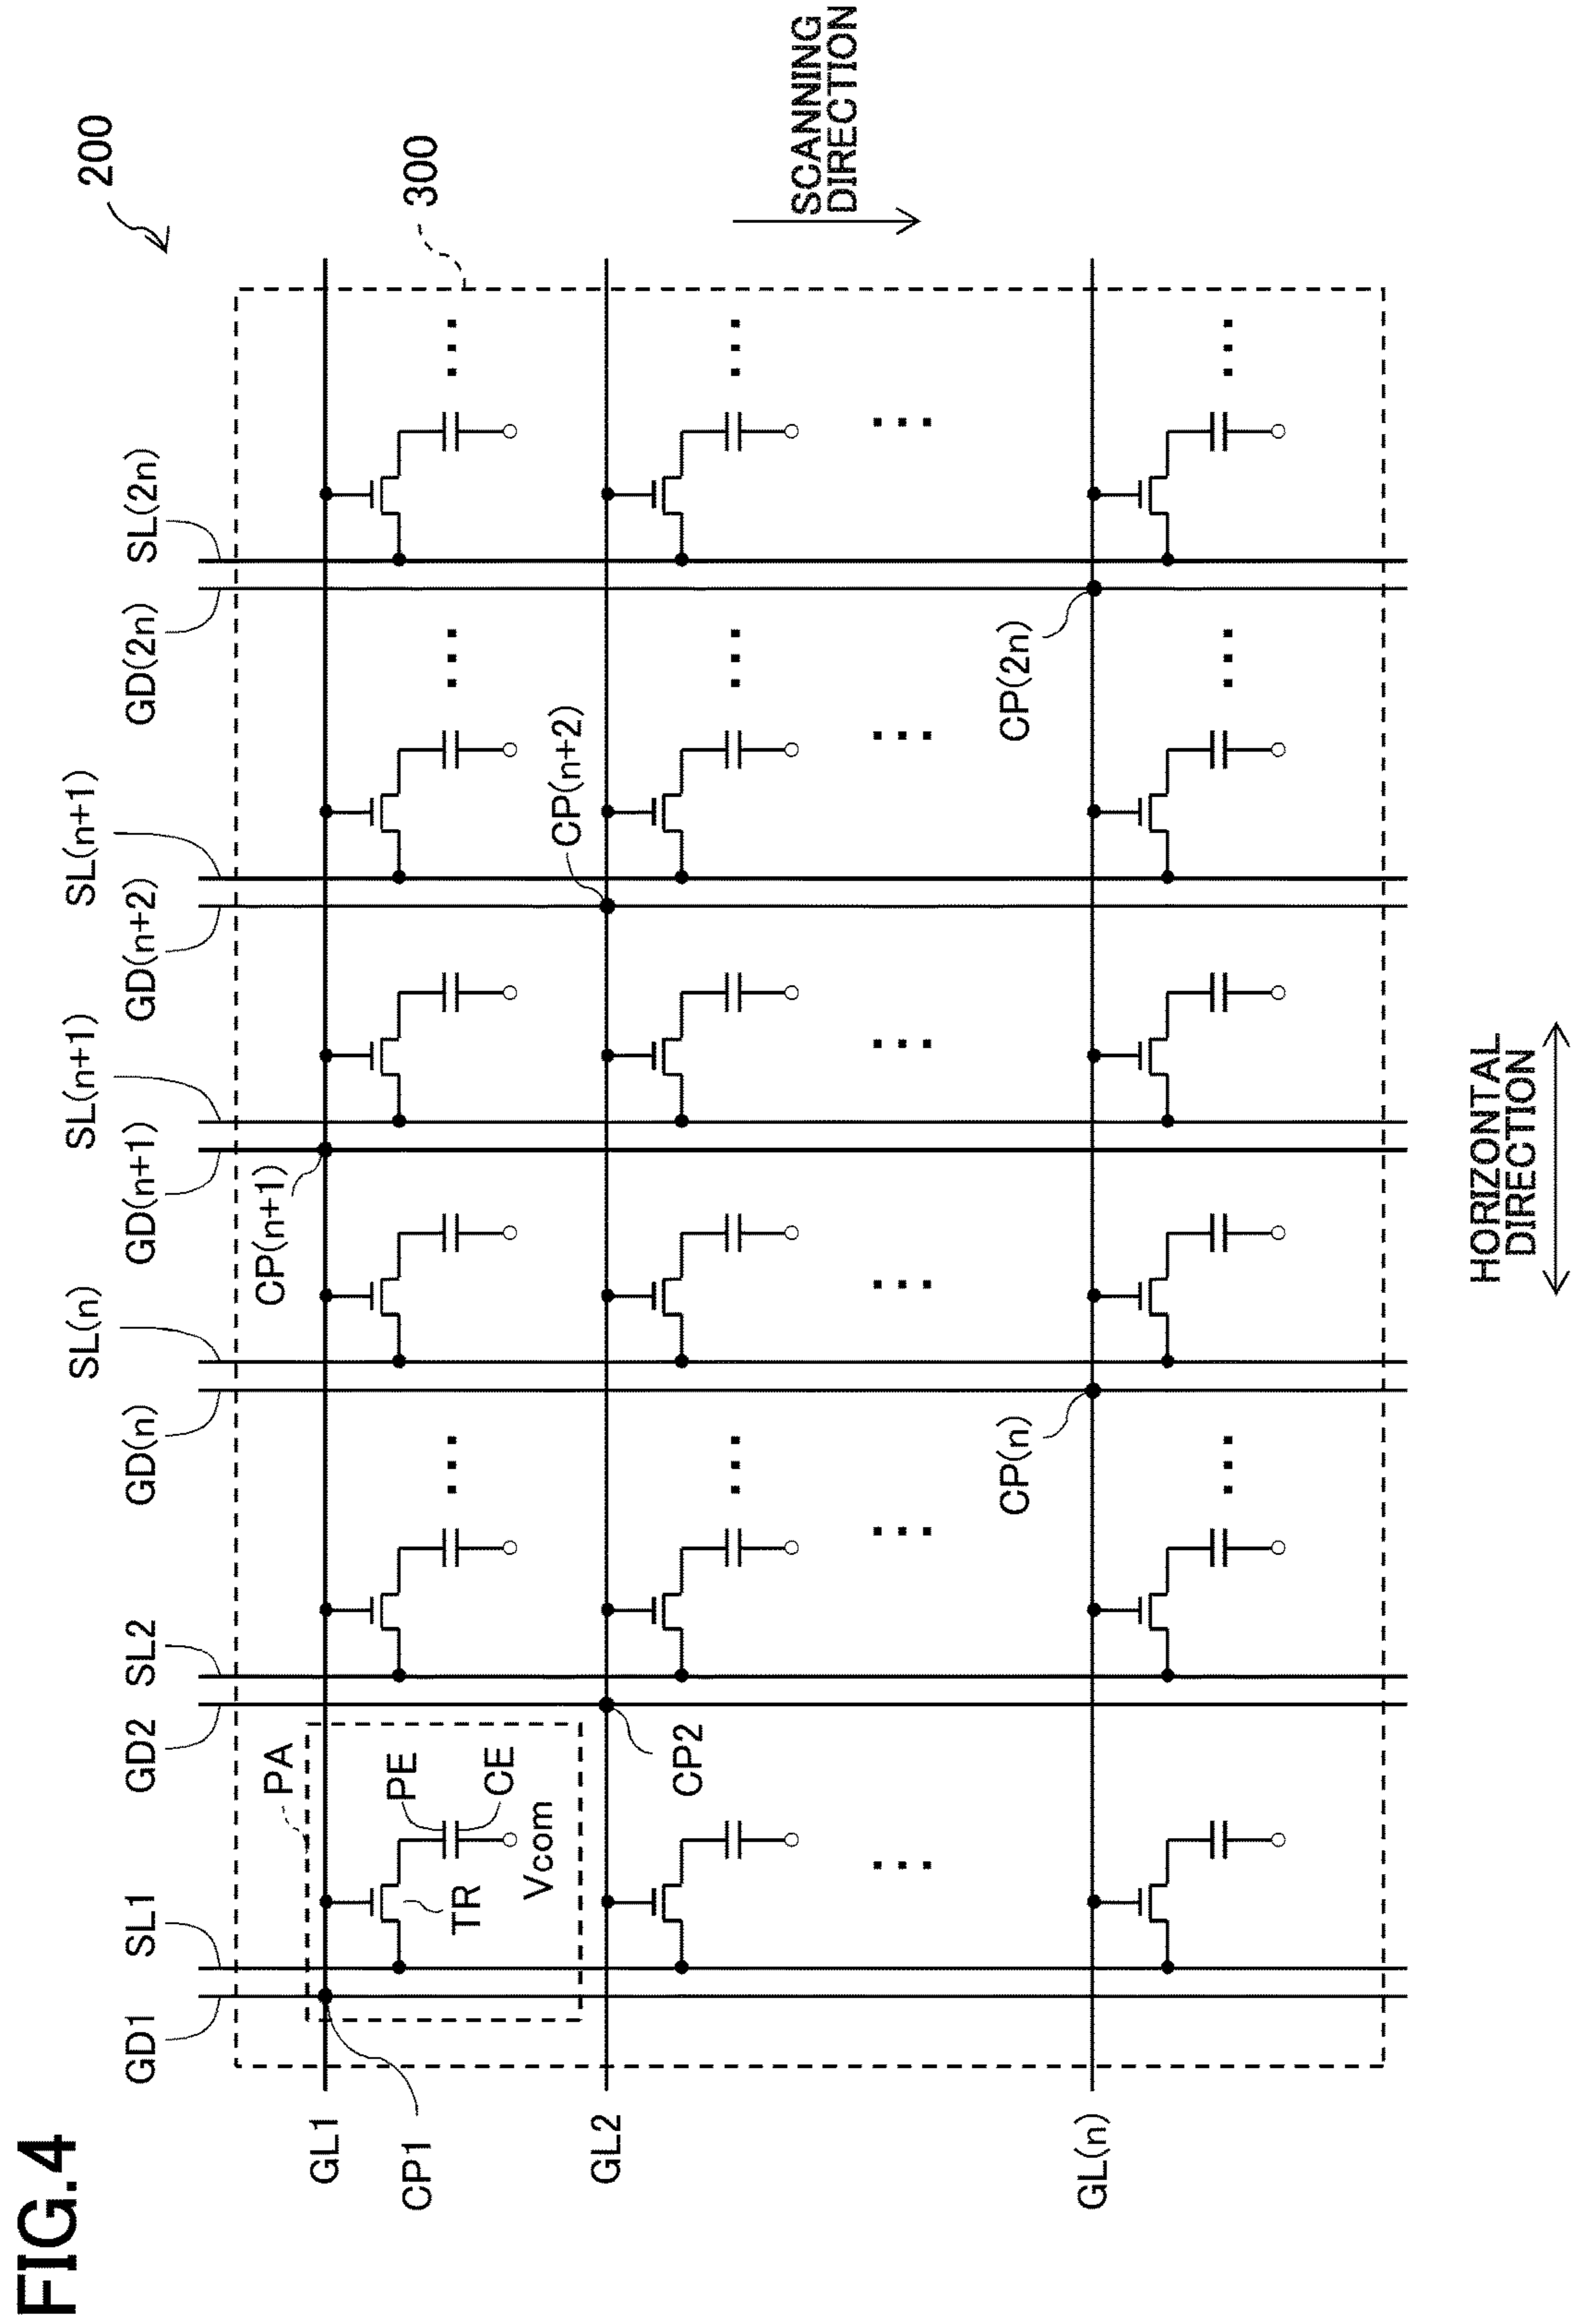 FIG.4
200
SL(n)
SL(n+1)
SL(n+1)
GD1
SL1
GD2
SL2
GD(n)
GD(n+1)
GD(n+2)
GD(2n)
SL(2n)
CP(n+1)
PA
GL1
CP1
PE
300
TR
CE
Vcom
CP(n+2)
GL2
CP2
SCANNING
DIRECTION
CP(n)
CP(2n)
GL(n)
HORIZONTAL
DIRECTION